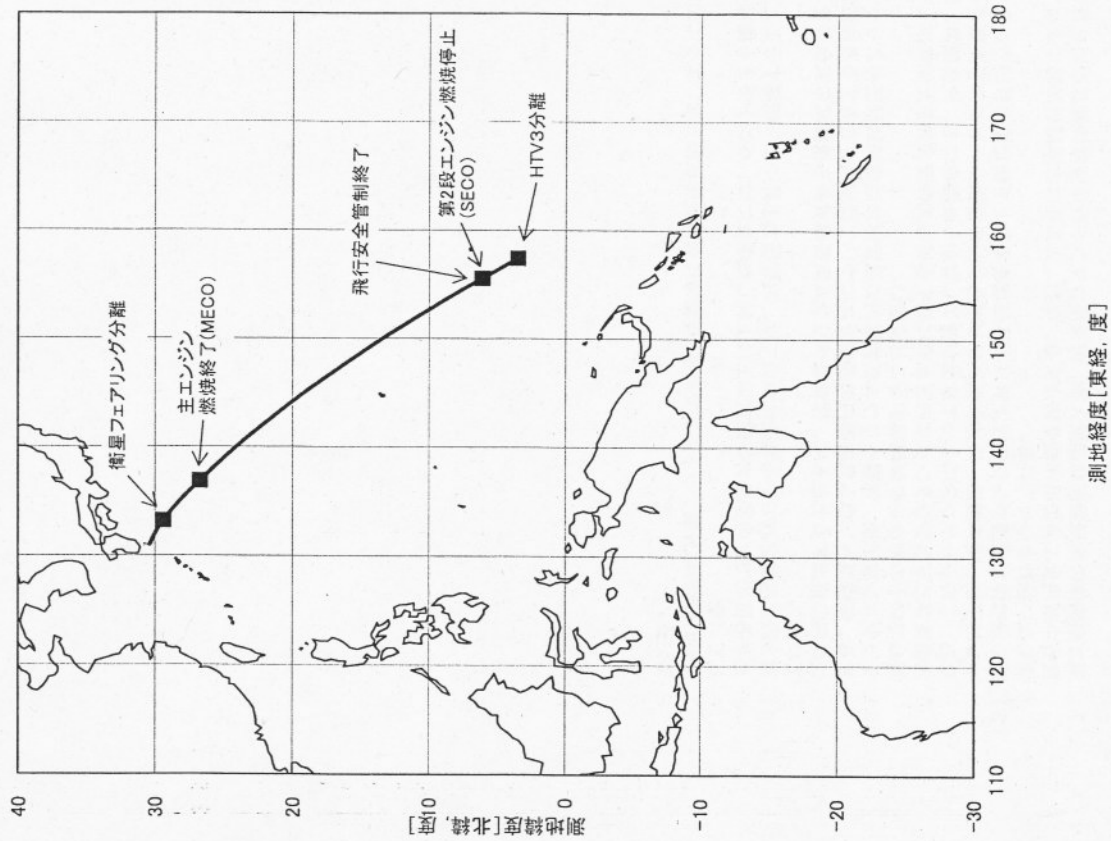 衛星フェアリング分離
主エンジン
燃焼終了(MECO)
飛行安全管制終了
第2段エンジン燃焼停止
(SECO)
HTV3分離
測地緯度[北緯, 度]
40
30
20
10
0
-10
-20
-30
110
120
130
140
150
160
170
180
測地経度[東経, 度]